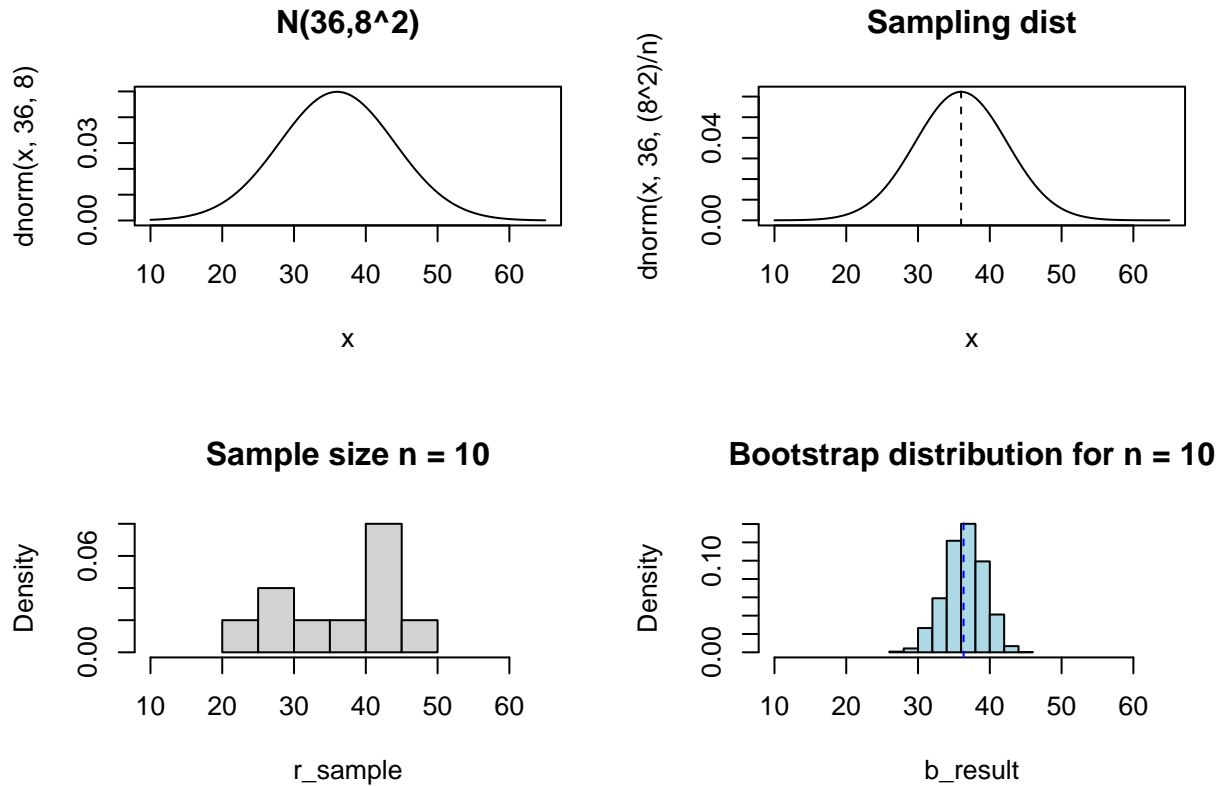 N(36,8^2)
dnorm(x, 36, 8)
0.00 0.03
10 20 30 40 50 60
x
Sampling dist
dnorm(x, 36, (8^2)/n)
0.00 0.04
10 20 30 40 50 60
x
Sample size n = 10
Density
0.00 0.06
10 20 30 40 50 60
r_sample
Bootstrap distribution for n = 10
Density
0.00 0.10
10 20 30 40 50 60
b_result